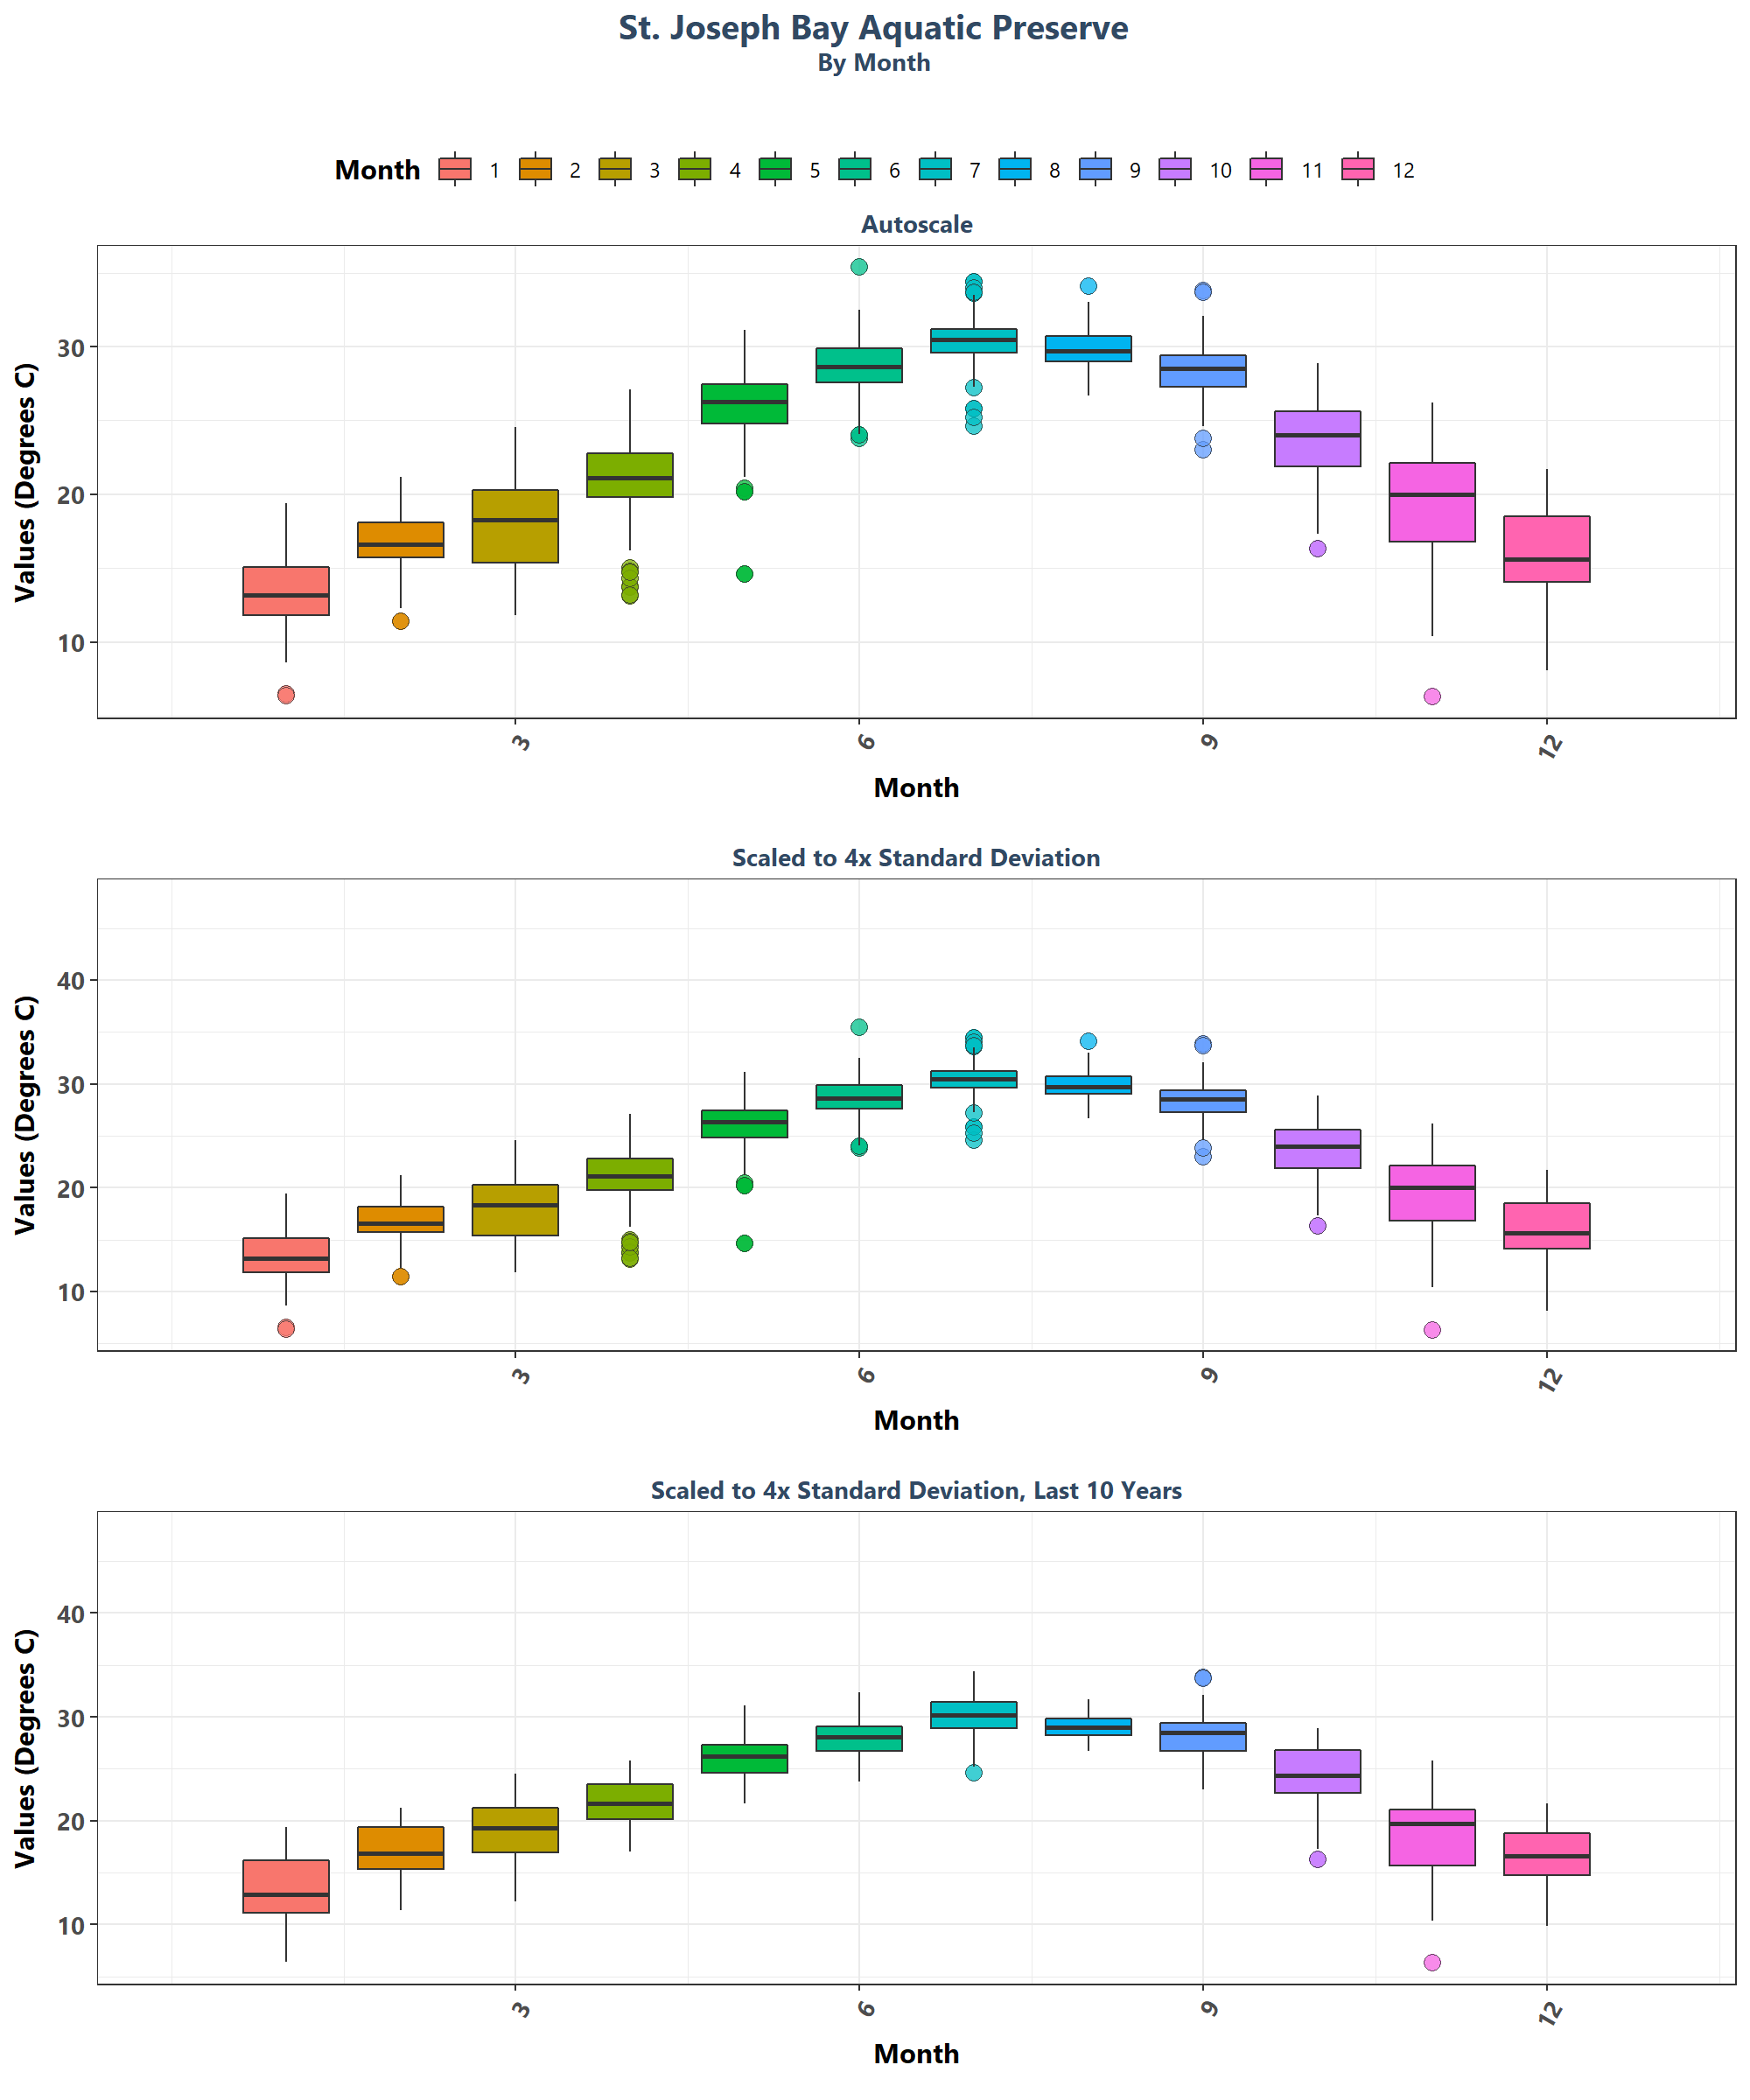 St. Joseph Bay Aquatic Preserve
By Month
Month 1 2 3 4 5 6 7 8 9 10 11 12
Autoscale
Values (Degrees C)
30
20
10
3 6 9 12
Month
Scaled to 4x Standard Deviation
Values (Degrees C)
40
30
20
10
3 6 9 12
Month
Scaled to 4x Standard Deviation, Last 10 Years
Values (Degrees C)
40
30
20
10
3 6 9 12
Month